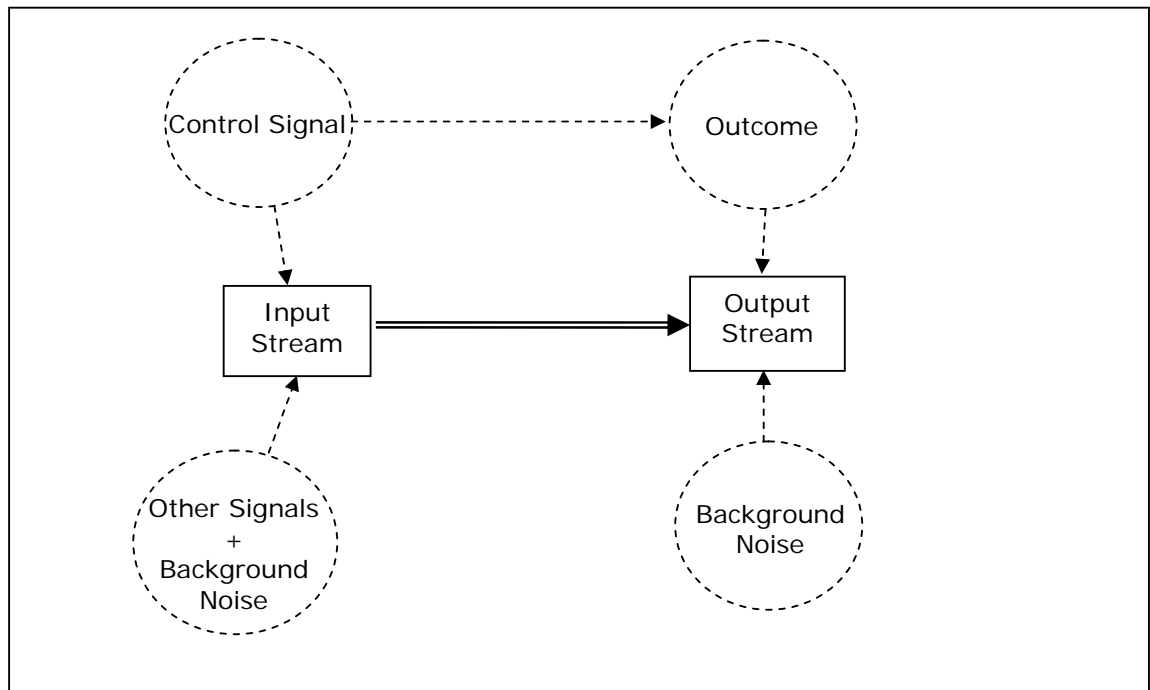 Control Signal
Outcome
Input
Stream
Output
Stream
Other Signals
+
Background
Noise
Background
Noise